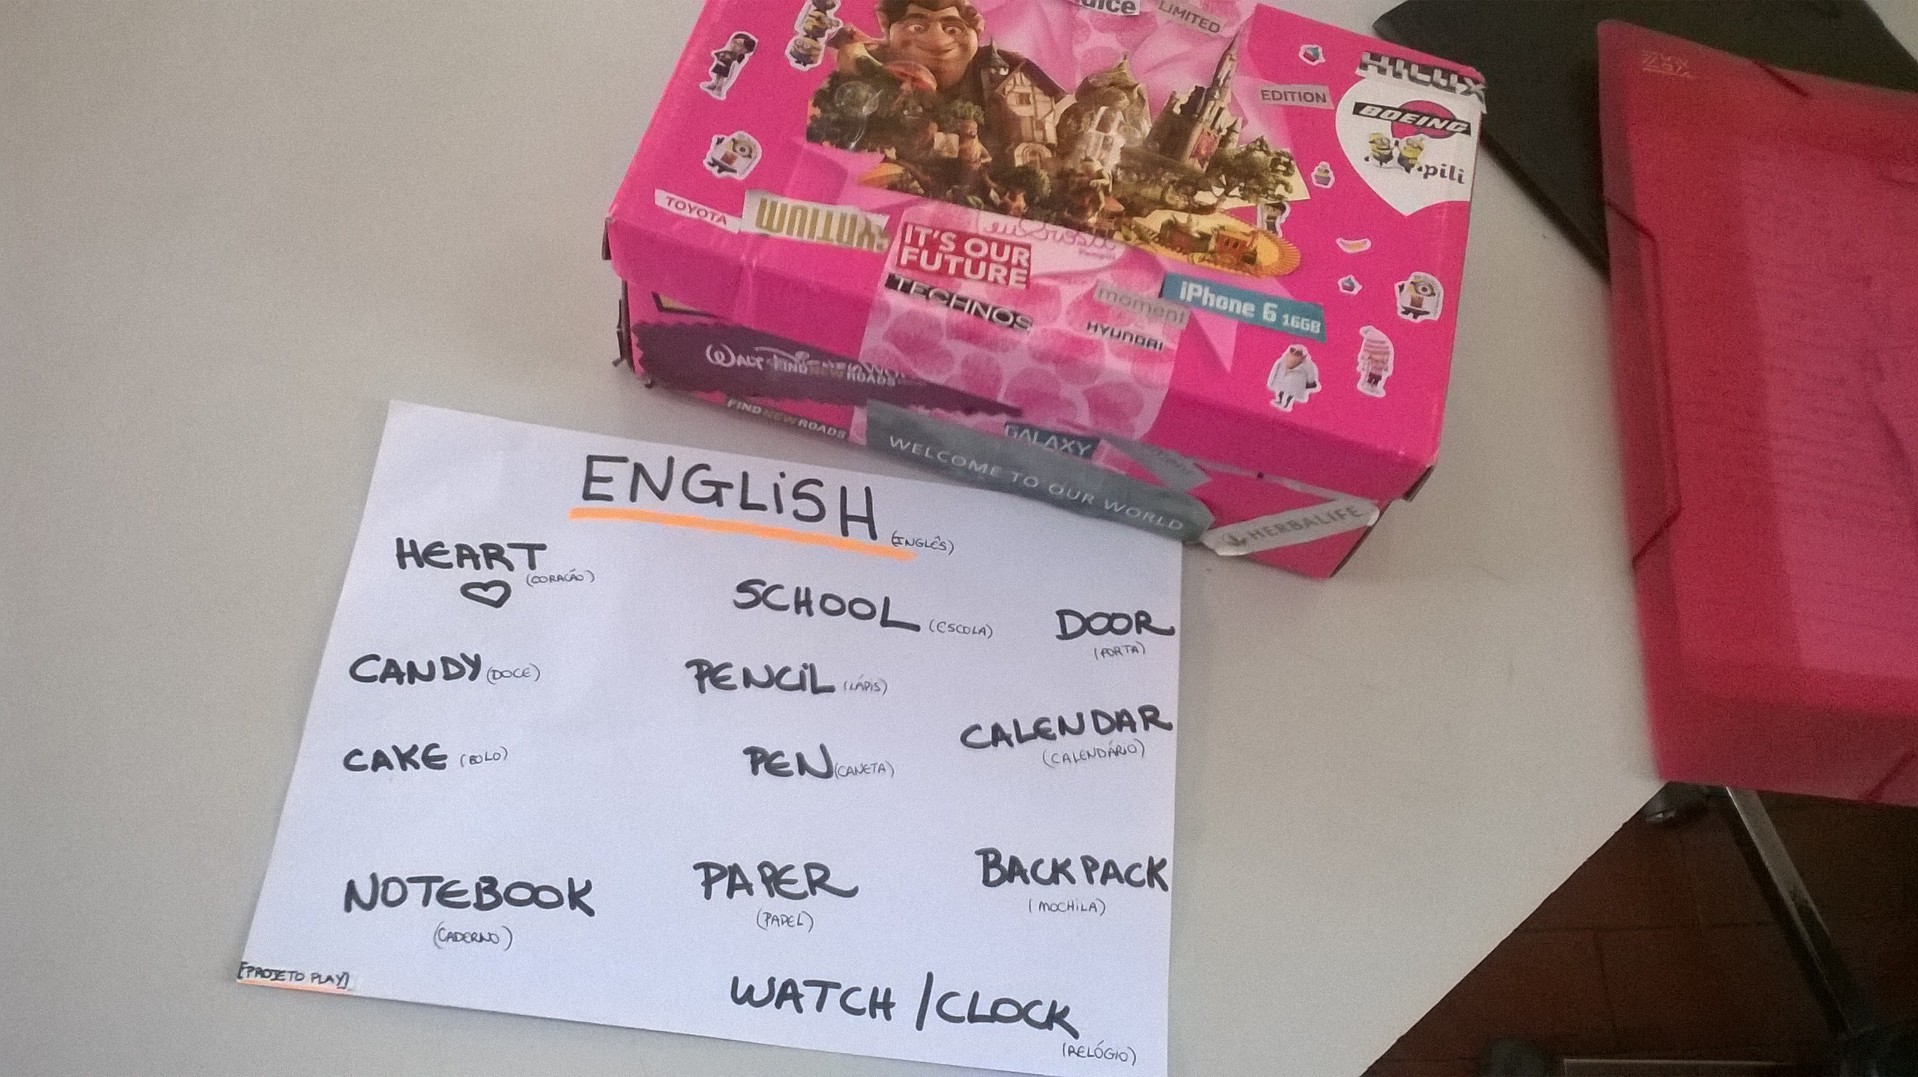 LIMITED
EDITION
HILUX
BOEING
pili
TOYOTA
IT'S OUR
FUTURE
TECHNOS
moment
HYUNDAI
iPhone 6 16GB
WALT DISNEY
FIND NEW ROADS
FIND NEW ROADS
GALAXY
WELCOME TO OUR WORLD
HERBALIFE
ENGLiSH (INGLÊS)
HEART (CORAÇÃO)
SCHOOL (ESCOLA)
DOOR
(PORTA)
CANDY (DOCE)
PENCiL (LÁPIS)
CALENDAR
(CALENDÁRIO)
CAKE (BOLO)
PEN (CANETA)
NOTEBOOK
(CADERNO)
PAPER
(PAPEL)
BACKPACK
(MOCHiLA)
WATCH / CLOCK
(RELÓGIO)
[PROJETO PLAY]